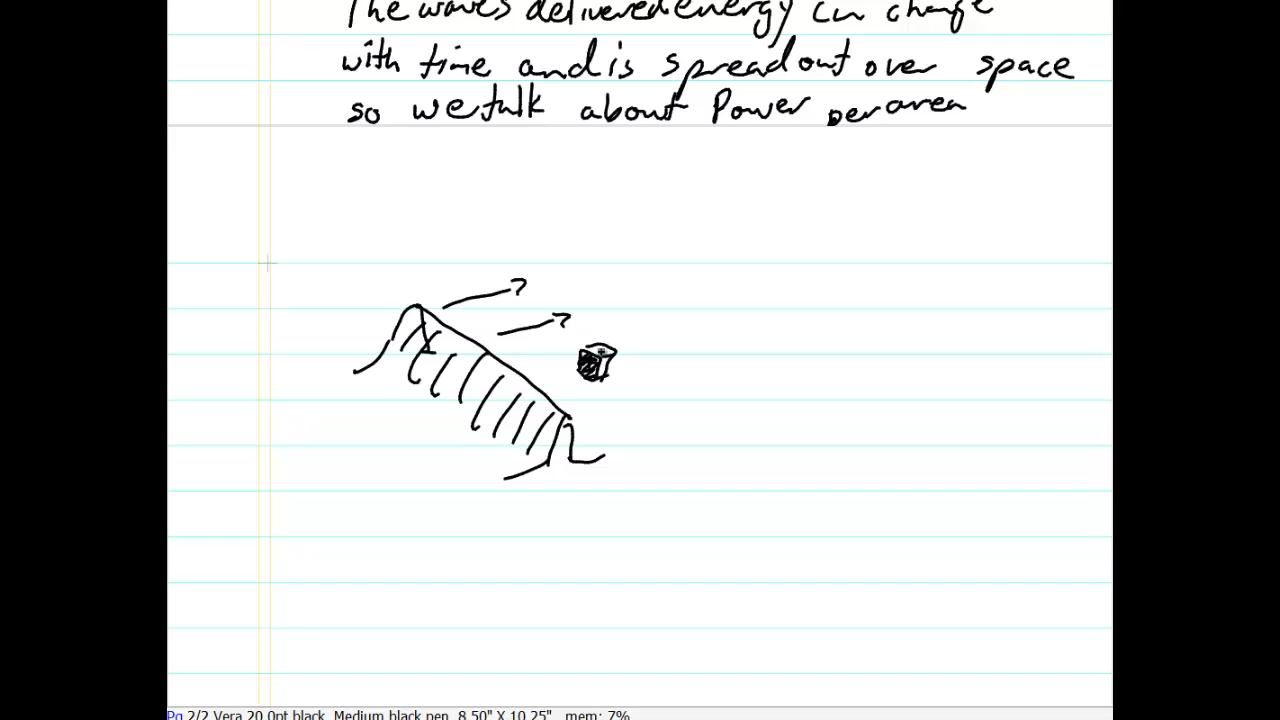 The waves delivered energy can change
with time and is spread out over space
so we talk about Power per area
Pg 2/2 Vera 20.0pt black, Medium black pen, 8.50" X 10.25" mem: 7%